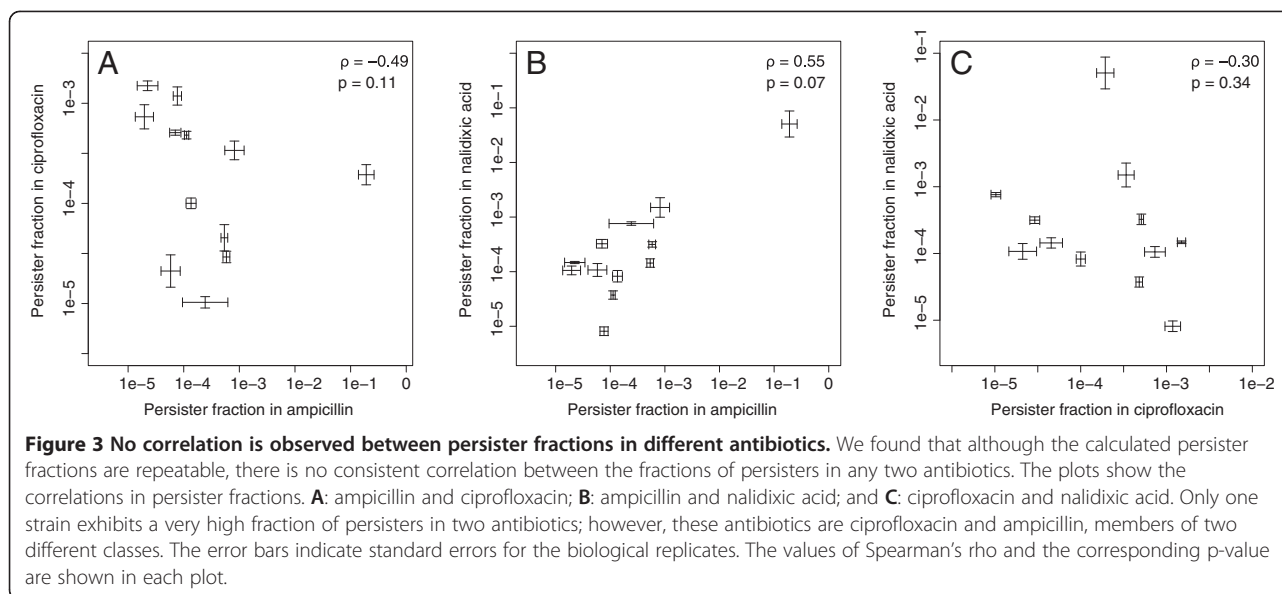 A
ρ = −0.49
p = 0.11
Persister fraction in ciprofloxacin
1e-3
1e-4
1e-5
1e-5 1e-4 1e-3 1e-1 0
Persister fraction in ampicillin
B
ρ = 0.55
p = 0.07
Persister fraction in nalidixic acid
1e-1
1e-2
1e-3
1e-4
1e-5
1e-5 1e-4 1e-3 1e-1 0
Persister fraction in ampicillin
C
ρ = −0.30
p = 0.34
Persister fraction in nalidixic acid
1e-1
1e-2
1e-3
1e-4
1e-5
1e-5 1e-4 1e-3 1e-2
Persister fraction in ciprofloxacin
Figure 3 No correlation is observed between persister fractions in different antibiotics. We found that although the calculated persister
fractions are repeatable, there is no consistent correlation between the fractions of persisters in any two antibiotics. The plots show the
correlations in persister fractions. A: ampicillin and ciprofloxacin; B: ampicillin and nalidixic acid; and C: ciprofloxacin and nalidixic acid. Only one
strain exhibits a very high fraction of persisters in two antibiotics; however, these antibiotics are ciprofloxacin and ampicillin, members of two
different classes. The error bars indicate standard errors for the biological replicates. The values of Spearman's rho and the corresponding p-value
are shown in each plot.